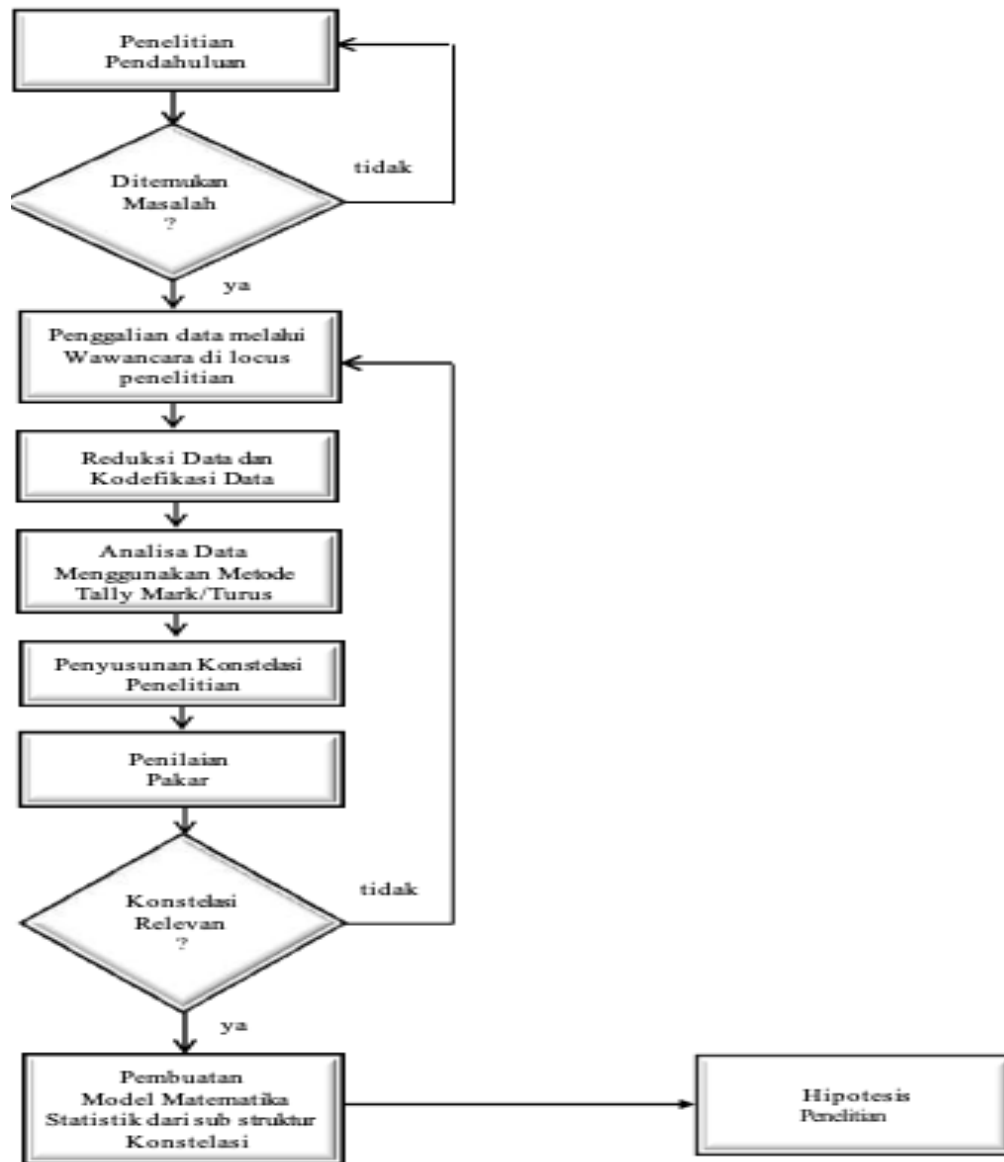 Penelitian
Pendahuluan
tidak
Ditemukan
Masalah
?
ya
Penggalian data melalui
Wawancara di locus
penelitian
Reduksi Data dan
Kodefikasi Data
Analisa Data
Menggunakan Metode
Tally Mark/Turus
Penyusunan Konstelasi
Penelitian
Penilaian
Pakar
tidak
Konstelasi
Relevan
?
ya
Pembuatan
Model Matematika
Statistik dari sub struktur
Konstelasi
Hipotesis
Penelitian